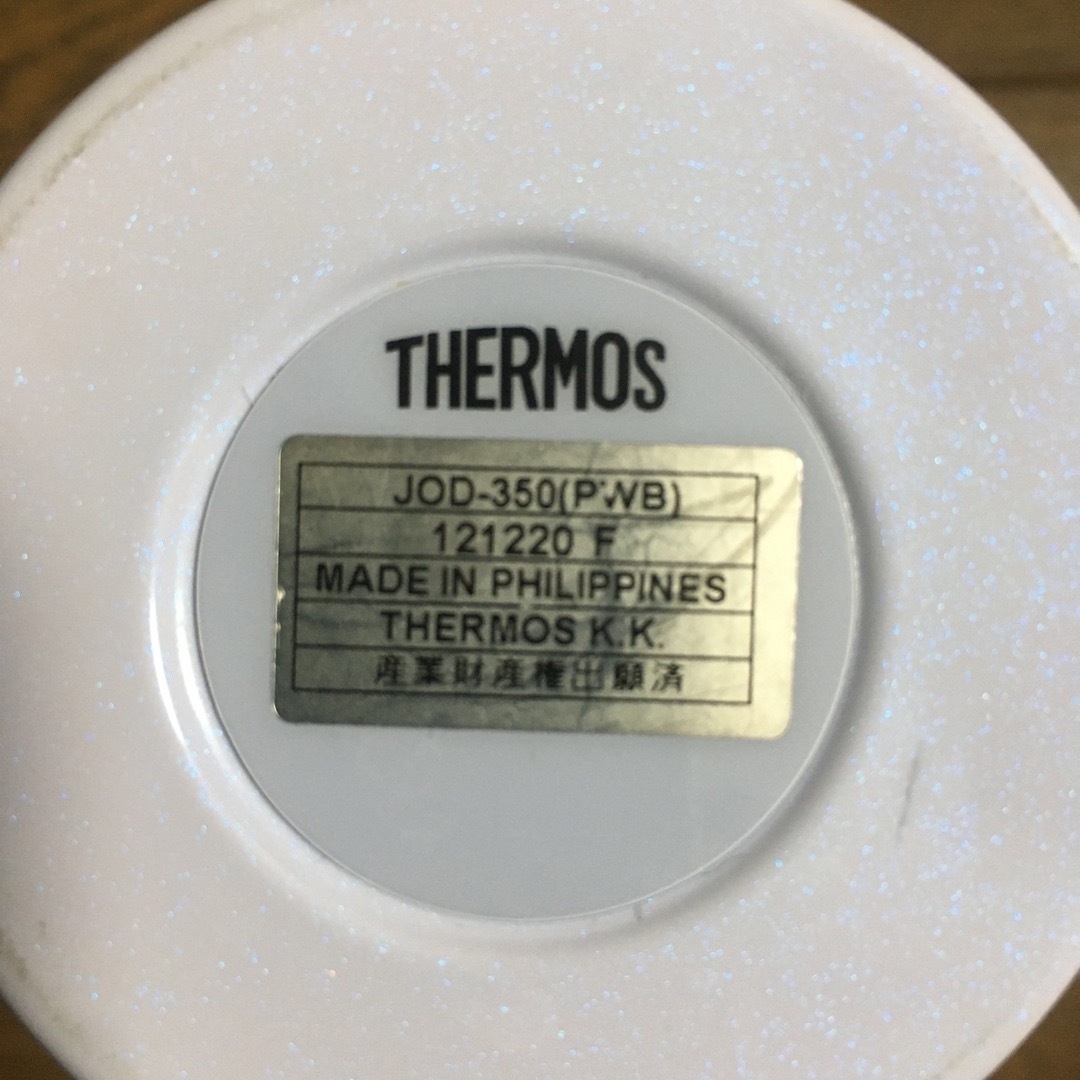 THERMOS
JOD-350(PWB)
121220 F
MADE IN PHILIPPINES
THERMOS K.K.
産業財産権出願済